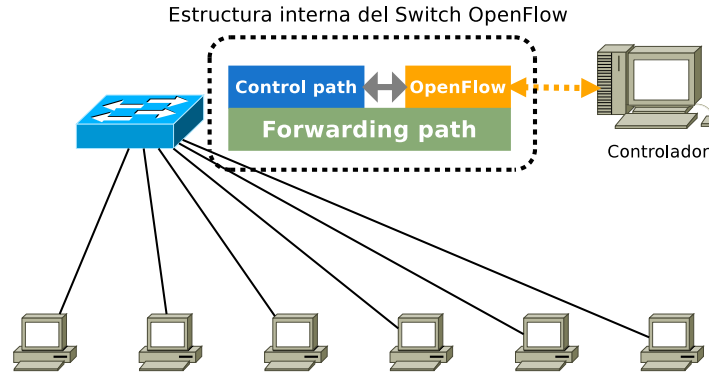 Estructura interna del Switch OpenFlow
Control path
OpenFlow
Forwarding path
Controlador